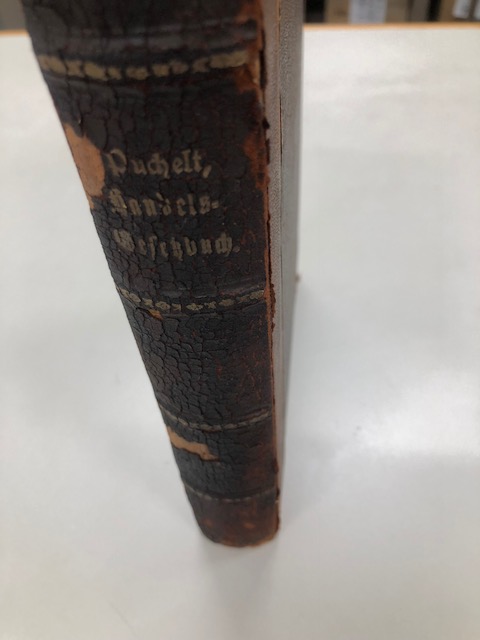 Puchelt,
Handels-
Gesetzbuch.